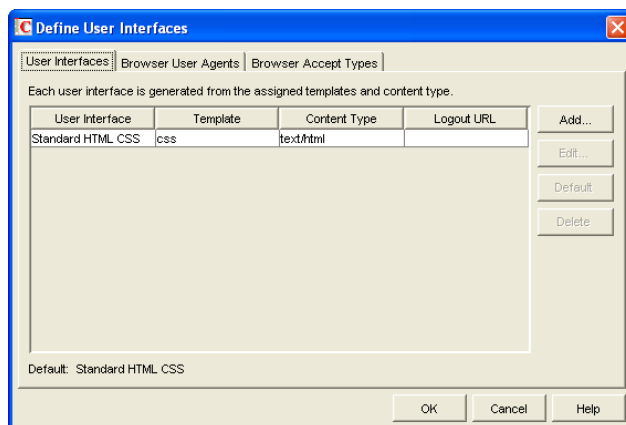 Define User Interfaces
User Interfaces Browser User Agents Browser Accept Types
Each user interface is generated from the assigned templates and content type.
User Interface Template Content Type Logout URL
Standard HTML CSS css text/html
Add...
Edit...
Default
Delete
Default: Standard HTML CSS
OK Cancel Help